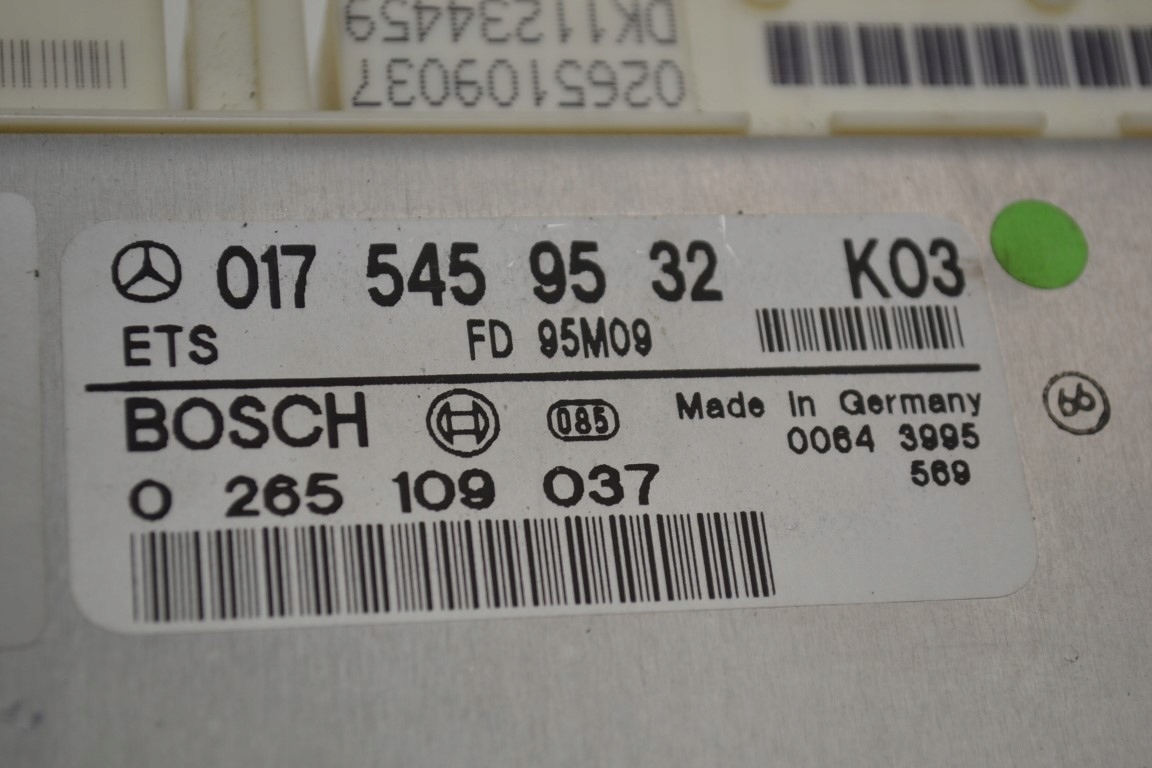 DK11234459
0265109037
017 545 95 32 K03
ETS FD 95M09
BOSCH 085 Made In Germany
0064 3995
0 265 109 037 569
66